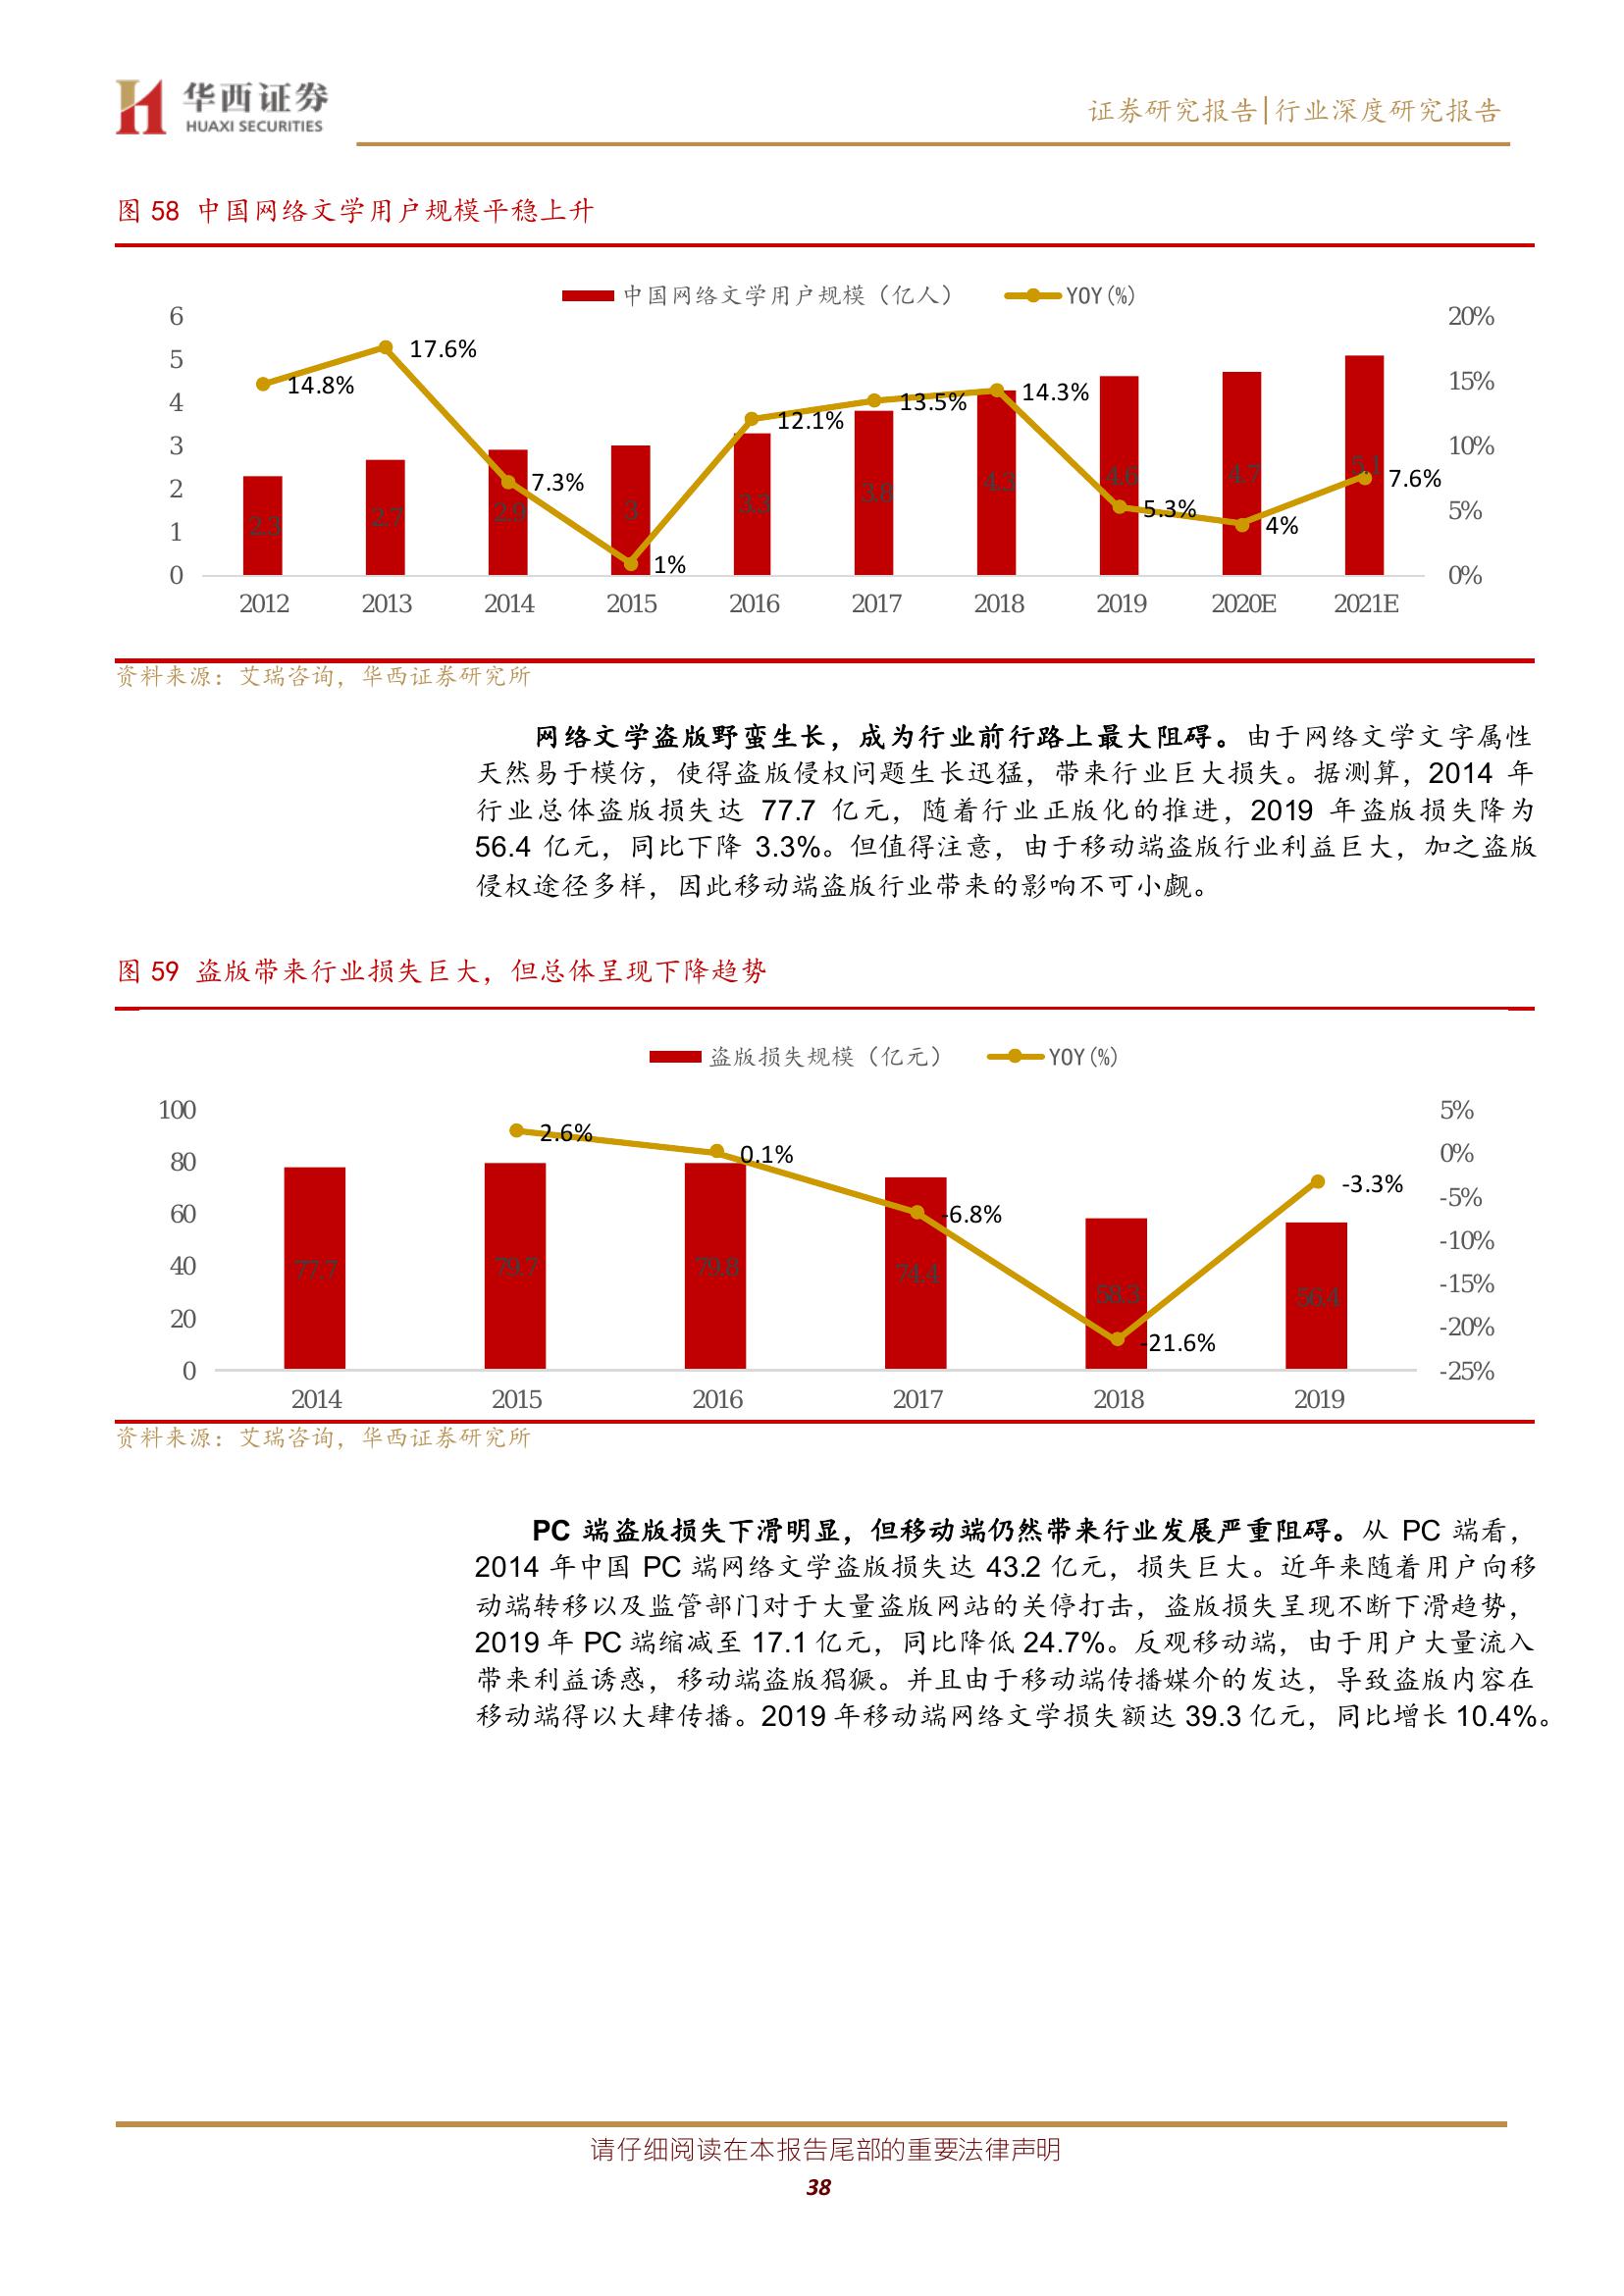 华西证券
HUAXI SECURITIES
证券研究报告|行业深度研究报告
图 58 中国网络文学用户规模平稳上升
中国网络文学用户规模（亿人） YOY(%)
6
5
4
3
2
1
0
20%
15%
10%
5%
0%
14.8%
17.6%
7.3%
1%
12.1%
13.5%
14.3%
5.3%
4%
7.6%
2.3
2.7
2.9
3
3.3
3.8
4.3
4.6
4.7
5.1
2012 2013 2014 2015 2016 2017 2018 2019 2020E 2021E
资料来源：艾瑞咨询，华西证券研究所
网络文学盗版野蛮生长，成为行业前行路上最大阻碍。由于网络文学文字属性
天然易于模仿，使得盗版侵权问题生长迅猛，带来行业巨大损失。据测算，2014 年
行业总体盗版损失达 77.7 亿元，随着行业正版化的推进，2019 年盗版损失降为
56.4 亿元，同比下降 3.3%。但值得注意，由于移动端盗版行业利益巨大，加之盗版
侵权途径多样，因此移动端盗版行业带来的影响不可小觑。
图 59 盗版带来行业损失巨大，但总体呈现下降趋势
盗版损失规模（亿元） YOY(%)
100
80
60
40
20
0
5%
0%
-5%
-10%
-15%
-20%
-25%
2.6%
0.1%
-6.8%
-21.6%
-3.3%
77.7
79.7
79.8
74.4
58.3
56.4
2014 2015 2016 2017 2018 2019
资料来源：艾瑞咨询，华西证券研究所
PC 端盗版损失下滑明显，但移动端仍然带来行业发展严重阻碍。从 PC 端看，
2014 年中国 PC 端网络文学盗版损失达 43.2 亿元，损失巨大。近年来随着用户向移
动端转移以及监管部门对于大量盗版网站的关停打击，盗版损失呈现不断下滑趋势，
2019 年 PC 端缩减至 17.1 亿元，同比降低 24.7%。反观移动端，由于用户大量流入
带来利益诱惑，移动端盗版猖獗。并且由于移动端传播媒介的发达，导致盗版内容在
移动端得以大肆传播。2019 年移动端网络文学损失额达 39.3 亿元，同比增长 10.4%。
请仔细阅读在本报告尾部的重要法律声明
38